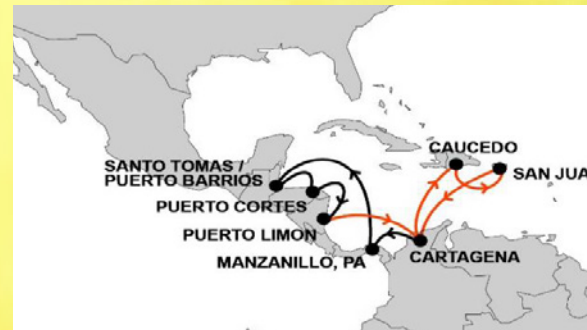 CAUCEDO
SANTO TOMAS /
PUERTO BARRIOS
SAN JUA
PUERTO CORTES
PUERTO LIMON
MANZANILLO, PA
CARTAGENA